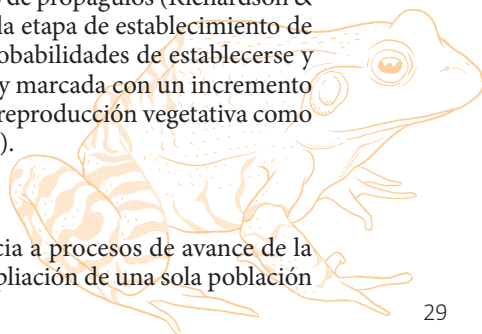 de propágulos (Richardson &
la etapa de establecimiento de
obabilidades de establecerse y
y marcada con un incremento
reproducción vegetativa como
).
cia a procesos de avance de la
pliación de una sola población
29